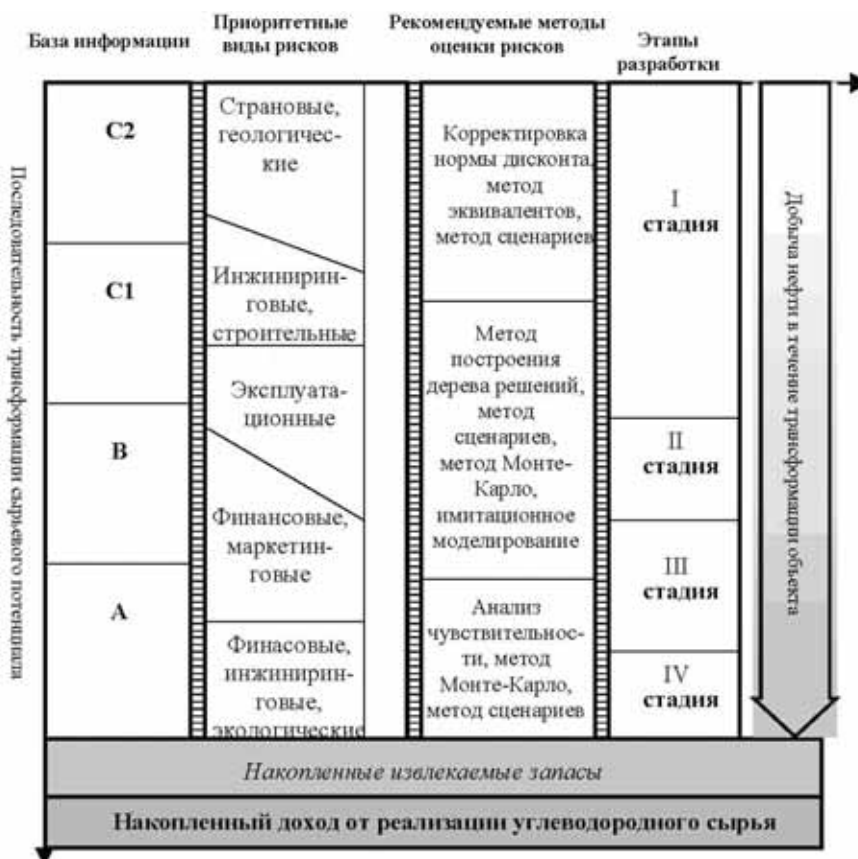 База информации
Приоритетные
виды рисков
Рекомендуемые методы
оценки рисков
Этапы
разработки
Последовательность трансформации сырьевого потенциала
C2
C1
B
A
Страновые,
геологичес-
кие
Инжинирин-
говые,
строительные
Эксплуата-
ционные
Финансовые,
маркетин-
говые
Финасовые,
инжинирин-
говые,
экологические
Корректировка
нормы дисконта,
метод
эквивалентов,
метод сценариев
Метод
построения
дерева решений,
метод
сценариев,
метод Монте-
Карло,
имитационное
моделирование
Анализ
чувствительнос-
ти, метод
Монте-Карло,
метод сценариев
I
стадия
II
стадия
III
стадия
IV
стадия
Добыча нефти в течение трансформации объекта
Накопленные извлекаемые запасы
Накопленный доход от реализации углеводородного сырья